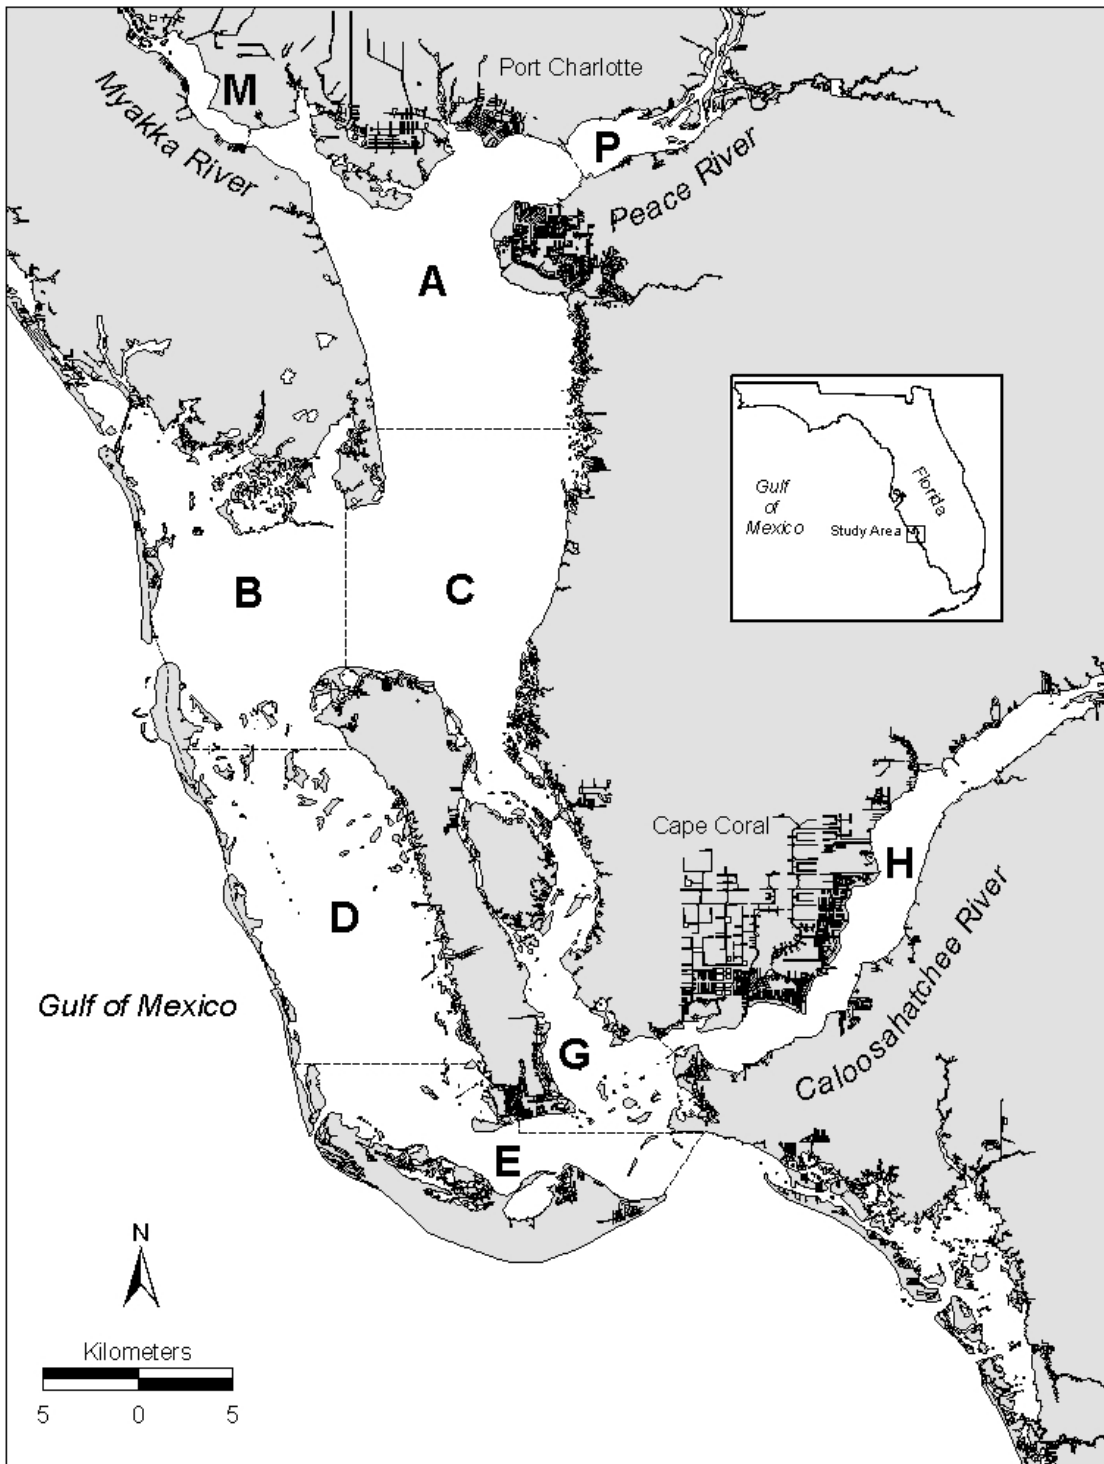 M
Port Charlotte
Myakka River
P
Peace River
A
Gulf
of
Mexico
Florida
Study Area
B
C
Cape Coral
H
D
Gulf of Mexico
G
Caloosahatchee River
E
N
Kilometers
5 0 5